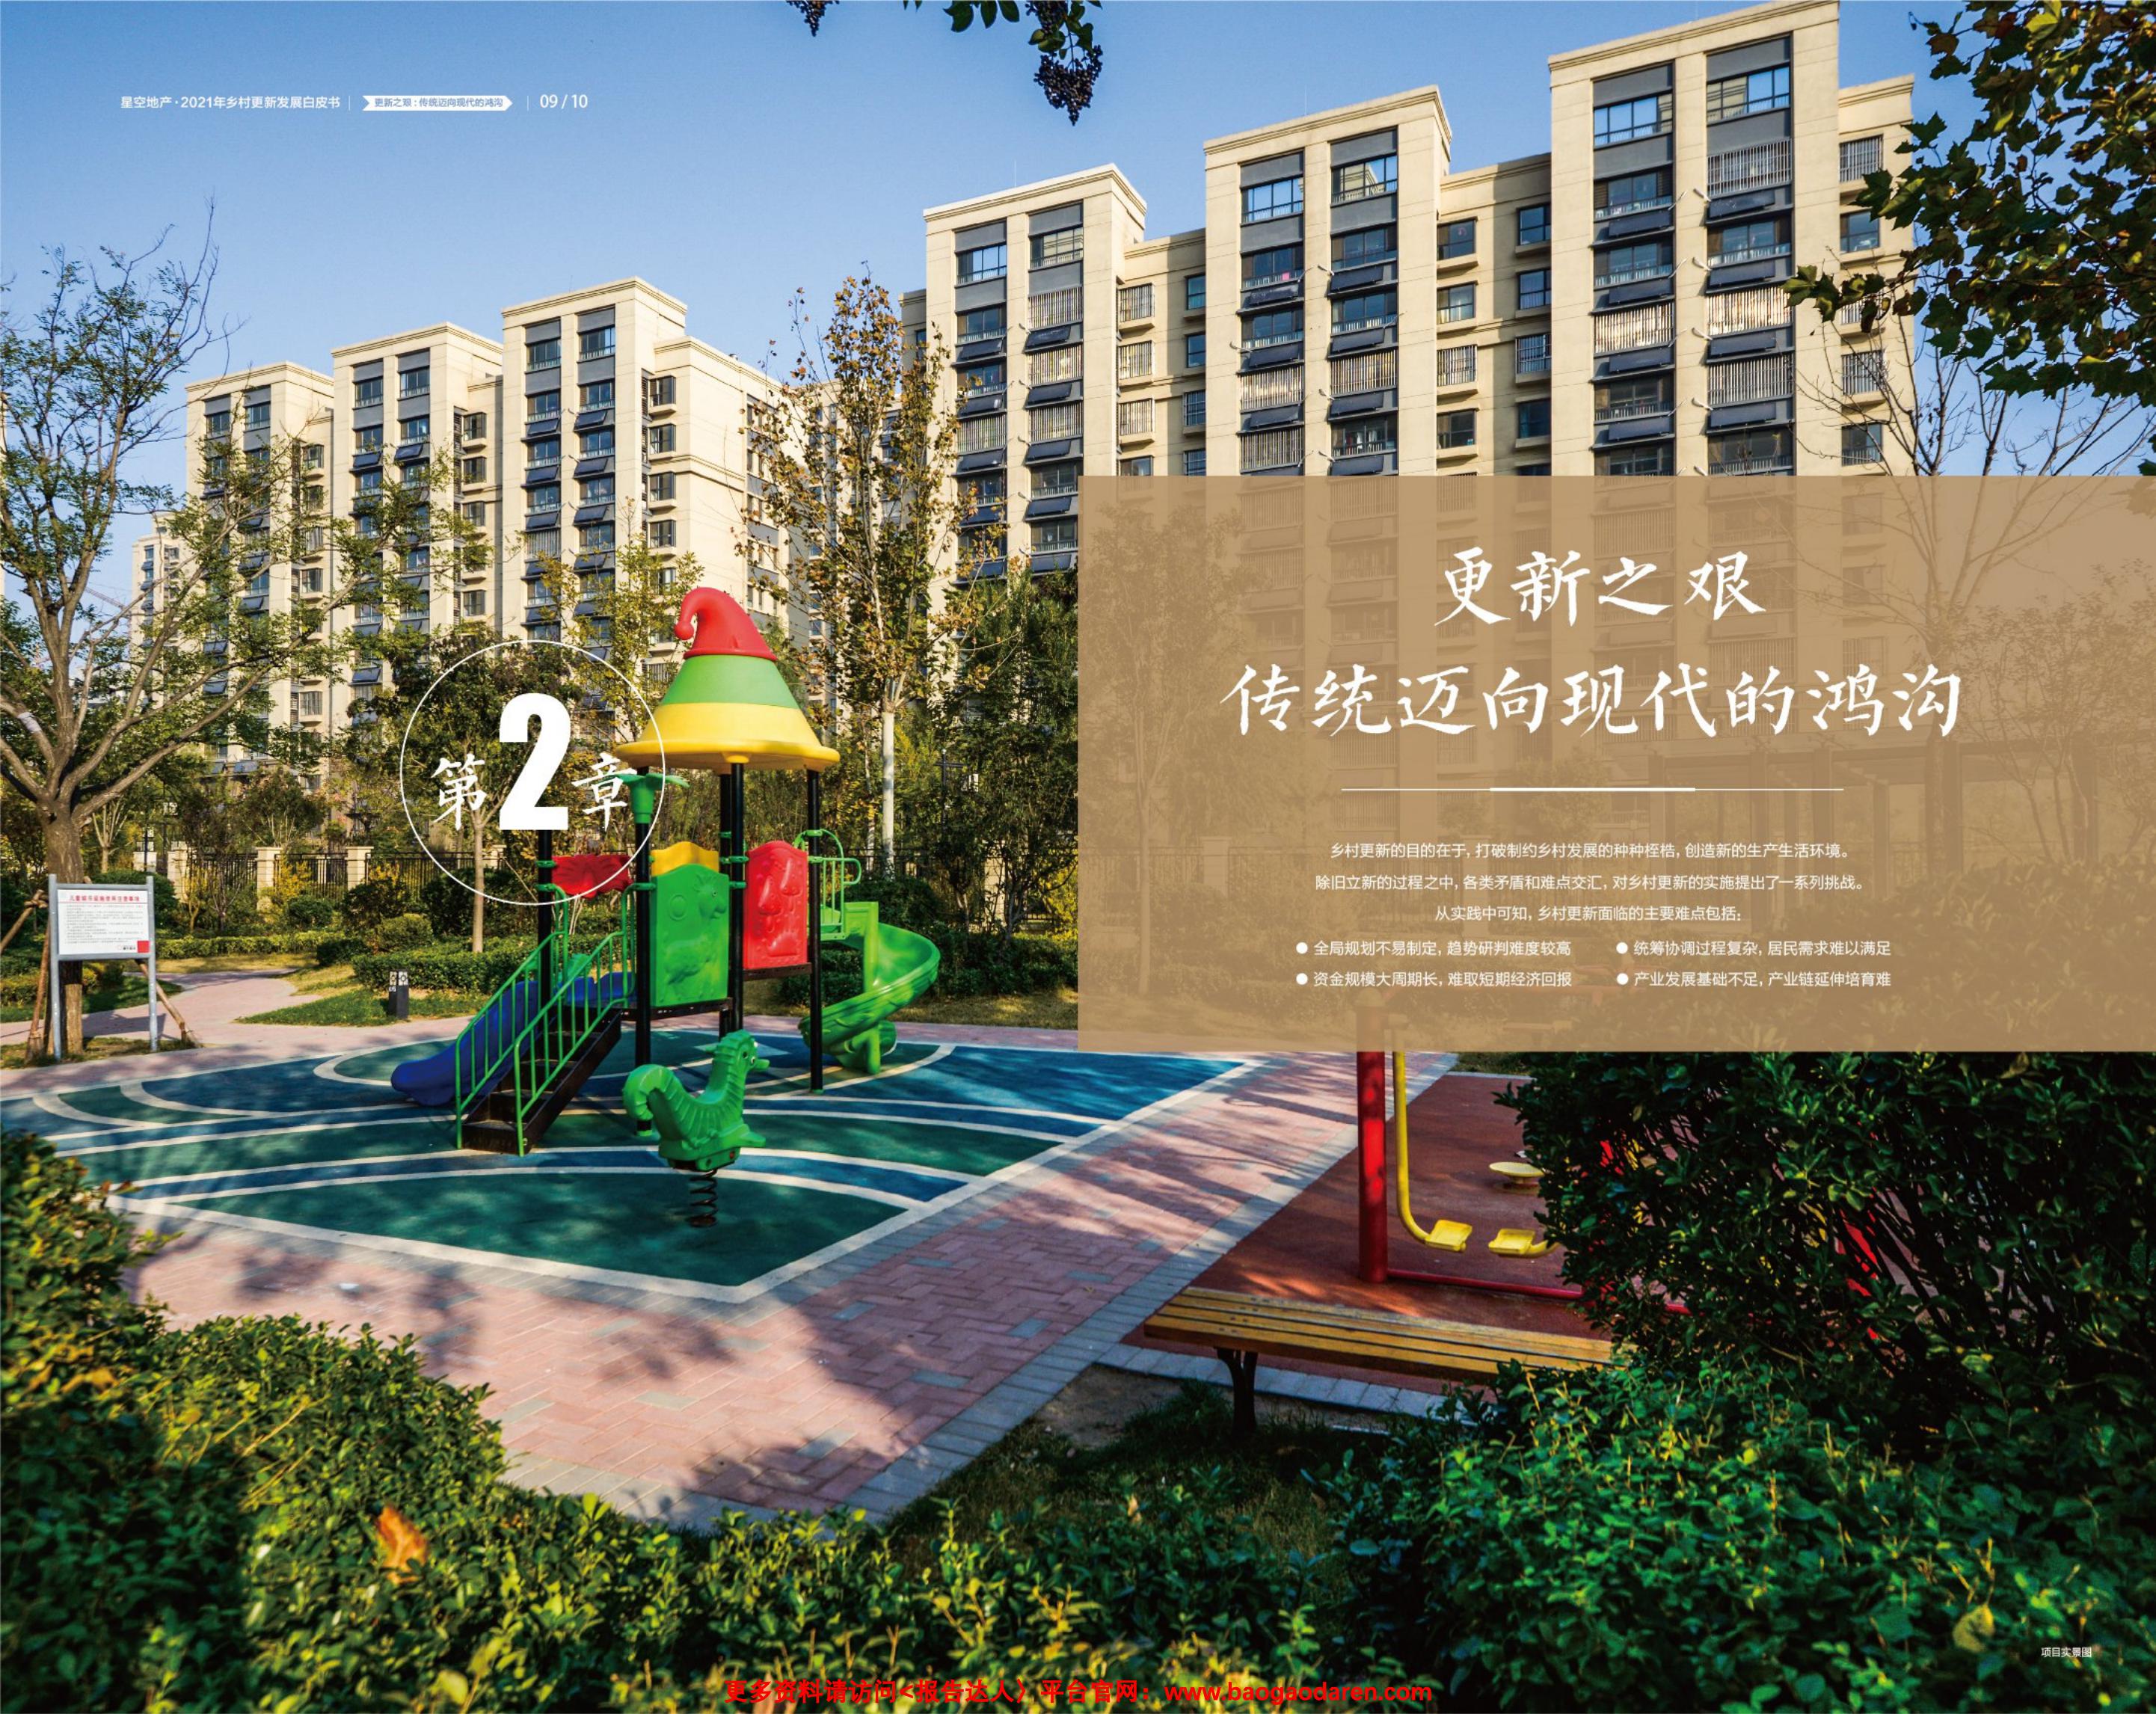 星空地产·2021年乡村更新发展白皮书 | 更新之艰：传统迈向现代的鸿沟 | 09 / 10
更新之艰
传统迈向现代的鸿沟
第2章
乡村更新的目的在于，打破制约乡村发展的种种桎梏，创造新的生产生活环境。
除旧立新的过程之中，各类矛盾和难点交汇，对乡村更新的实施提出了一系列挑战。
从实践中可知，乡村更新面临的主要难点包括：
● 全局规划不易制定，趋势研判难度较高
● 统筹协调过程复杂，居民需求难以满足
● 资金规模大周期长，难取短期经济回报
● 产业发展基础不足，产业链延伸培育难
项目实景图
更多资料请访问<报告达人〉平台官网：www.baogaodaren.com